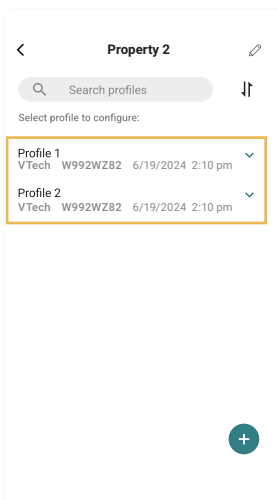 Property 2
Search profiles
Select profile to configure:
Profile 1
VTech W992WZ82 6/19/2024 2:10 pm
Profile 2
VTech W992WZ82 6/19/2024 2:10 pm